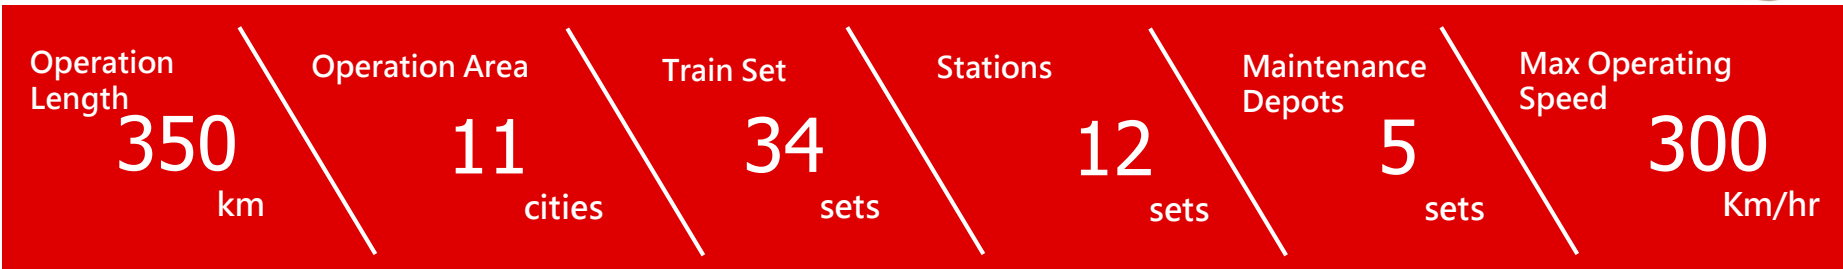 Operation
Length
350
km
Operation Area
11
cities
Train Set
34
sets
Stations
12
sets
Maintenance
Depots
5
sets
Max Operating
Speed
300
Km/hr